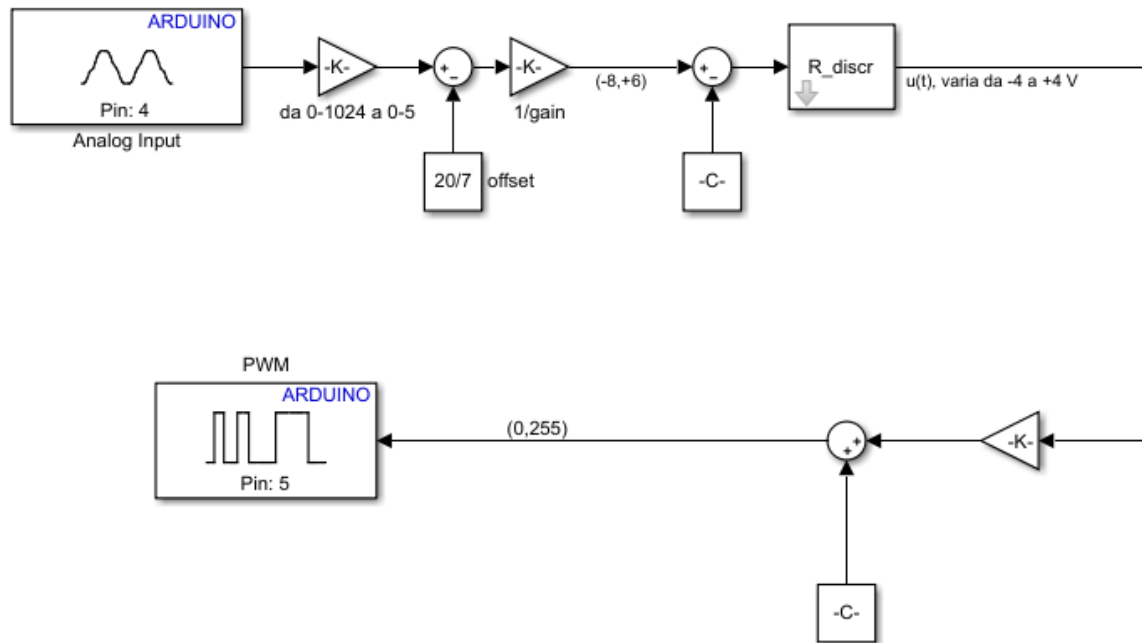 ARDUINO
Pin: 4
Analog Input
-K-
da 0-1024 a 0-5
+
-
20/7
offset
-K-
1/gain
(-8,+6)
+
-
-C-
R_discr
u(t), varia da -4 a +4 V
PWM
ARDUINO
Pin: 5
(0,255)
+
+
-K-
-C-